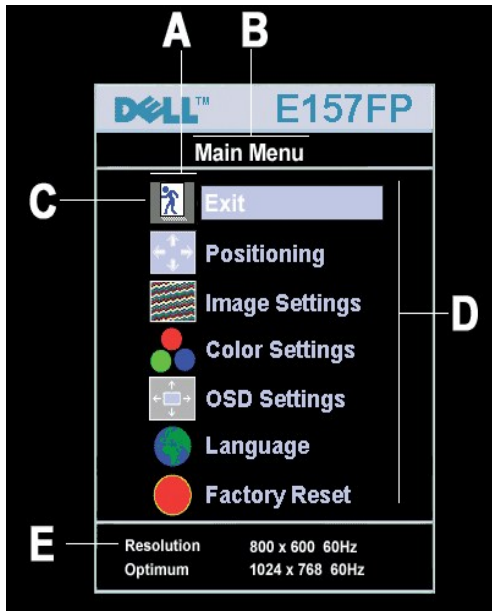 A B
DELL™ E157FP
Main Menu
C Exit
Positioning
Image Settings
D
Color Settings
OSD Settings
Language
Factory Reset
E Resolution 800 x 600 60Hz
Optimum 1024 x 768 60Hz